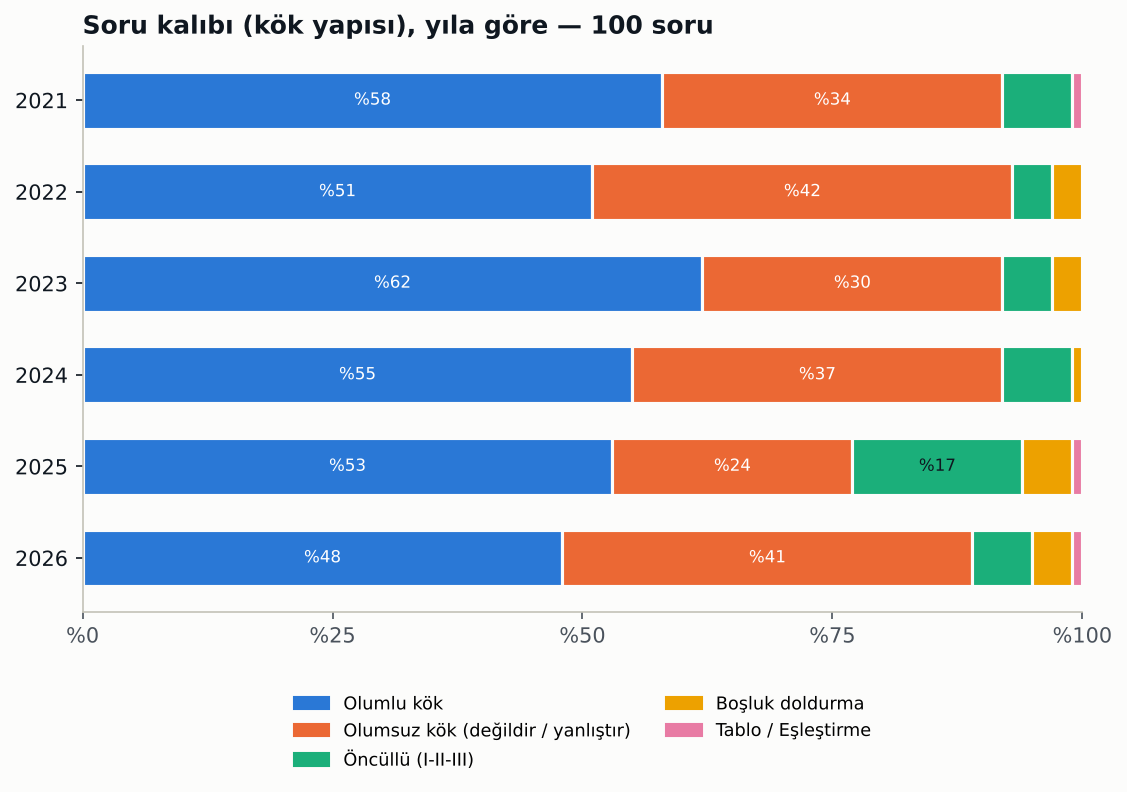 Soru kalıbı (kök yapısı), yıla göre — 100 soru
2021 %58 %34
2022 %51 %42
2023 %62 %30
2024 %55 %37
2025 %53 %24 %17
2026 %48 %41
%0 %25 %50 %75 %100
Olumlu kök
Olumsuz kök (değildir / yanlıştır)
Öncüllü (I-II-III)
Boşluk doldurma
Tablo / Eşleştirme